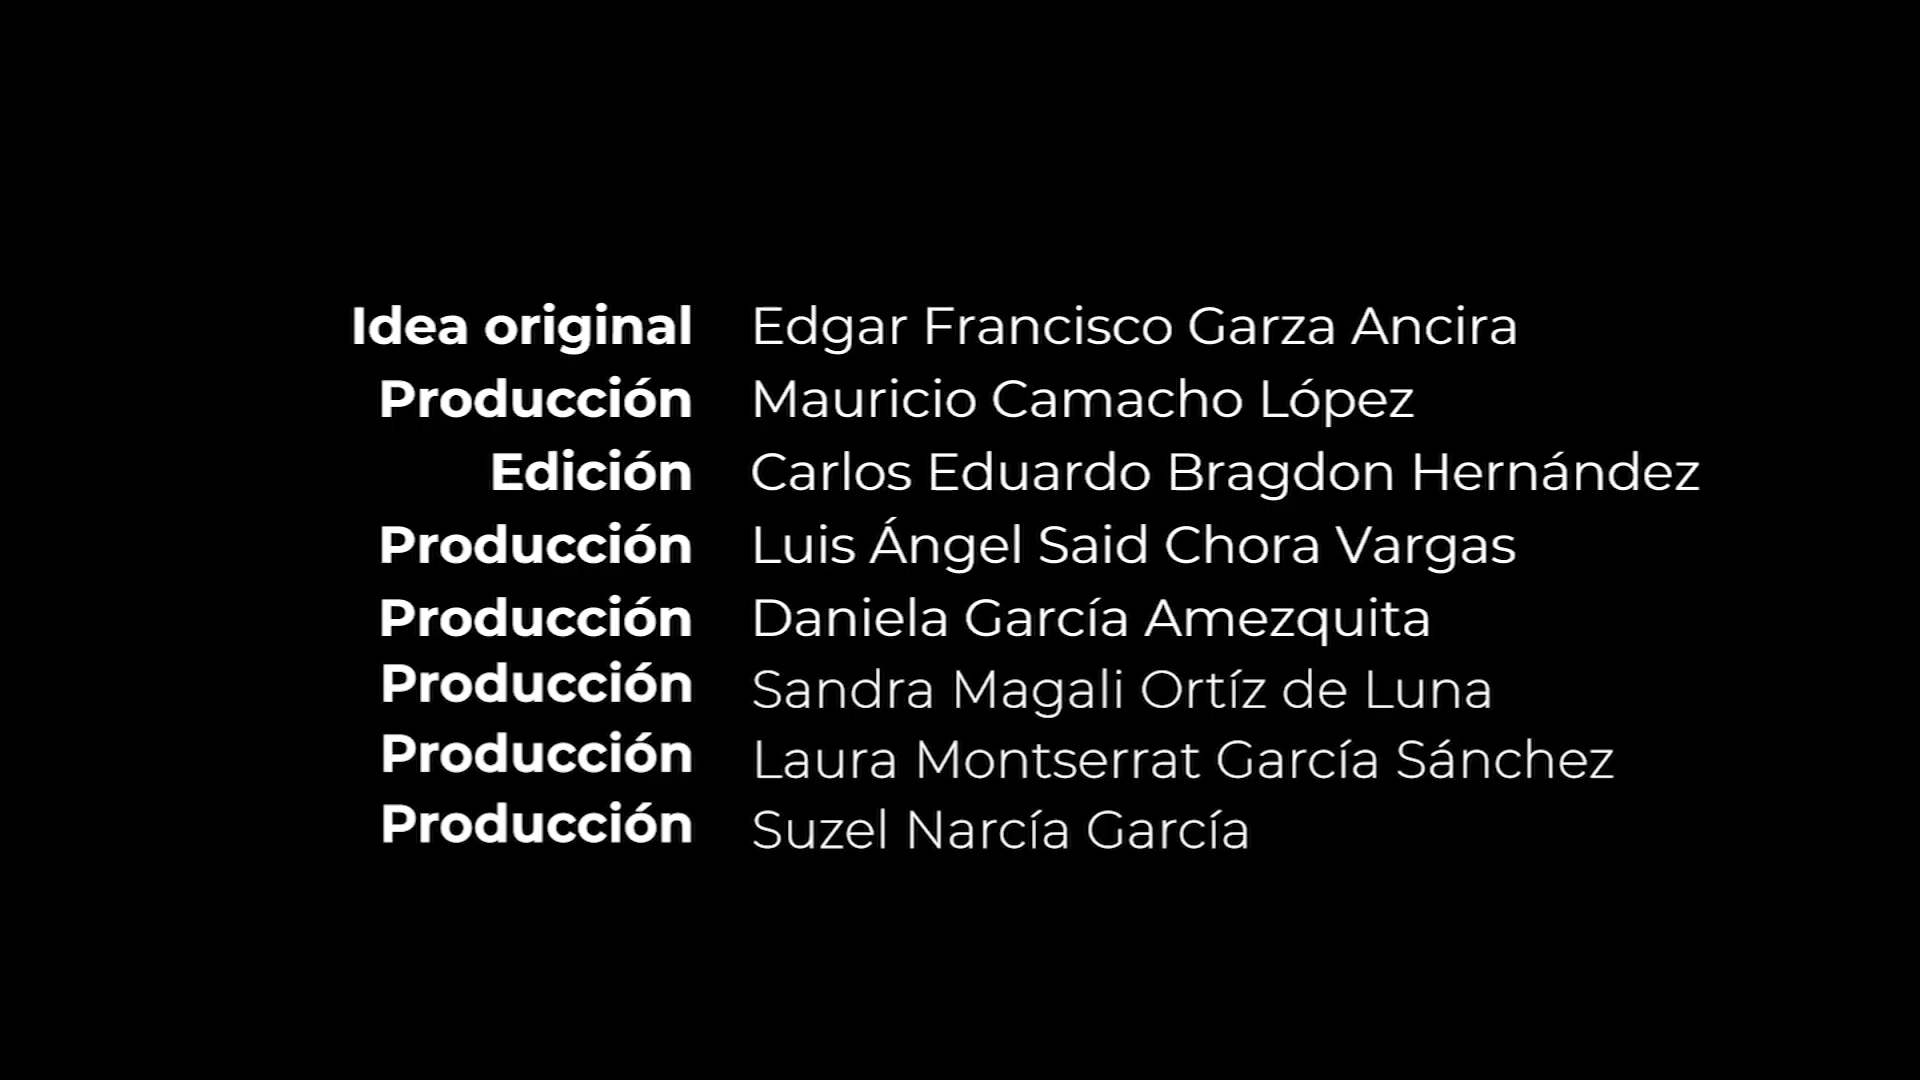 Idea original Edgar Francisco Garza Ancira
Producción Mauricio Camacho López
Edición Carlos Eduardo Bragdon Hernández
Producción Luis Ángel Said Chora Vargas
Producción Daniela García Amezquita
Producción Sandra Magali Ortíz de Luna
Producción Laura Montserrat García Sánchez
Producción Suzel Narcía García